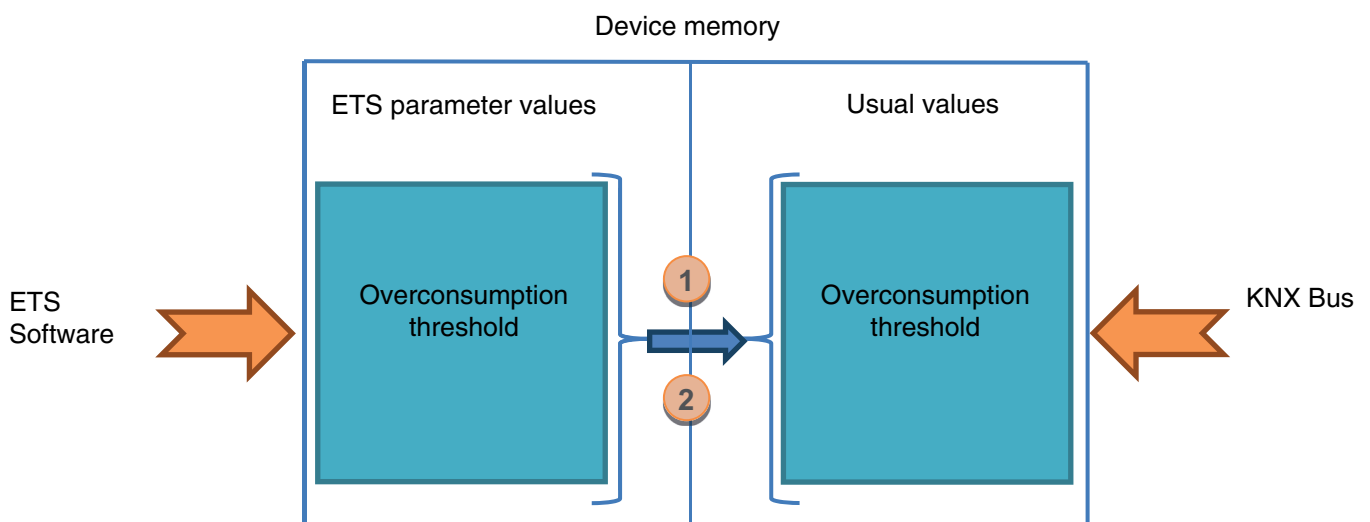 Device memory
ETS parameter values
Usual values
ETS
Software
Overconsumption
threshold
1
2
Overconsumption
threshold
KNX Bus